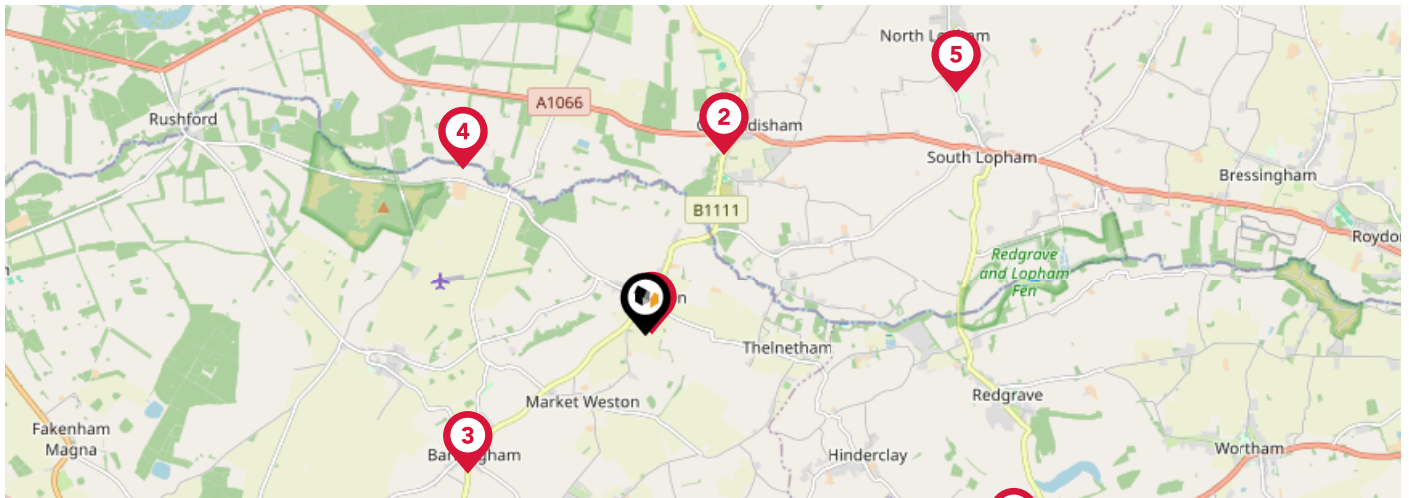 North Lopham
5
A1066
2
Rushford
4
South Lopham
Bressingham
B1111
Redgrave
and Lopham
Fen
Thelnetham
Market Weston
Redgrave
Fakenham
Magna
3
Hinderclay
Wortham